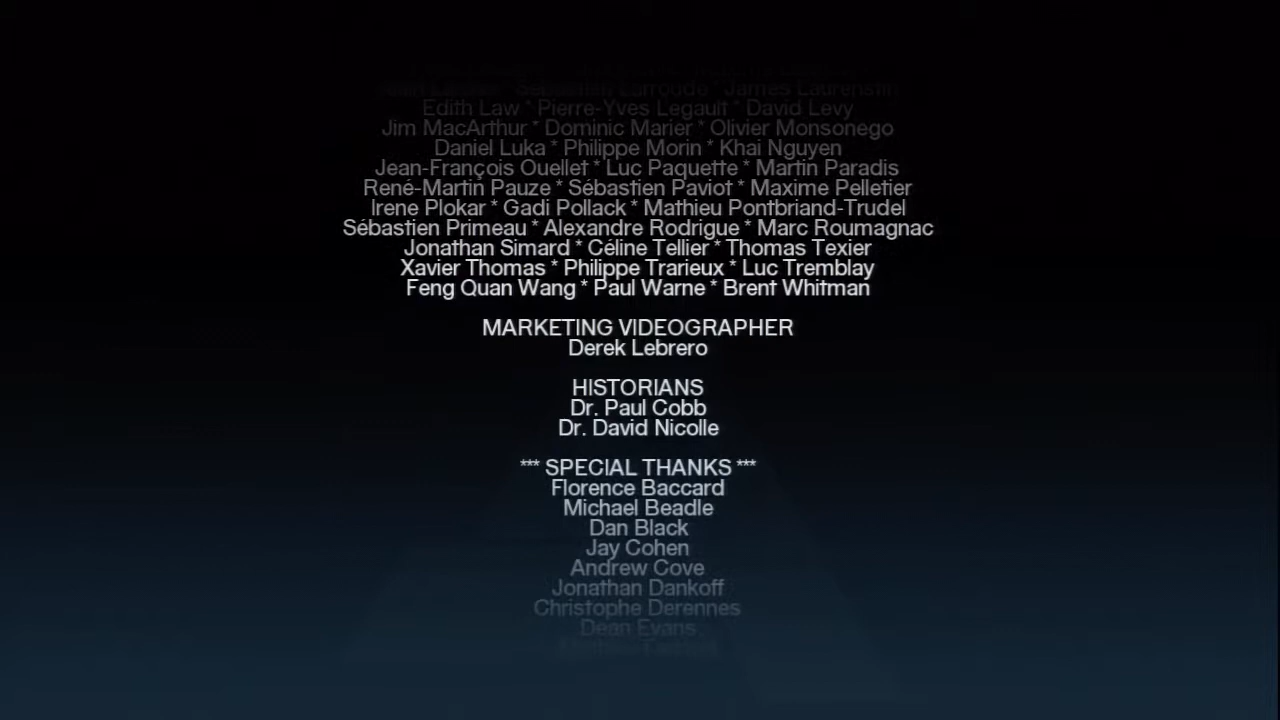 Sébastien Larroudé * James Laurenstin
Edith Law * Pierre-Yves Legault * David Levy
Jim MacArthur * Dominic Marier * Olivier Monsonego
Daniel Luka * Philippe Morin * Khai Nguyen
Jean-François Ouellet * Luc Paquette * Martin Paradis
René-Martin Pauze * Sébastien Paviot * Maxime Pelletier
Irene Plokar * Gadi Pollack * Mathieu Pontbriand-Trudel
Sébastien Primeau * Alexandre Rodrigue * Marc Roumagnac
Jonathan Simard * Céline Tellier * Thomas Texier
Xavier Thomas * Philippe Trarieux * Luc Tremblay
Feng Quan Wang * Paul Warne * Brent Whitman
MARKETING VIDEOGRAPHER
Derek Lebrero
HISTORIANS
Dr. Paul Cobb
Dr. David Nicolle
*** SPECIAL THANKS ***
Florence Baccard
Michael Beadle
Dan Black
Jay Cohen
Andrew Cove
Jonathan Dankoff
Christophe Derennes
Dean Evans